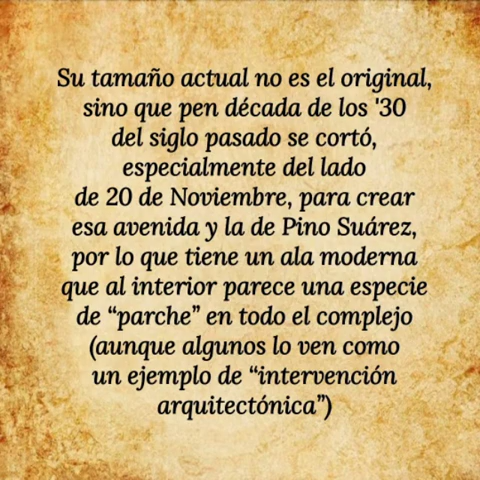 Su tamaño actual no es el original,
sino que pen década de los '30
del siglo pasado se cortó,
especialmente del lado
de 20 de Noviembre, para crear
esa avenida y la de Pino Suárez,
por lo que tiene un ala moderna
que al interior parece una especie
de “parche” en todo el complejo
(aunque algunos lo ven como
un ejemplo de “intervención
arquitectónica”)